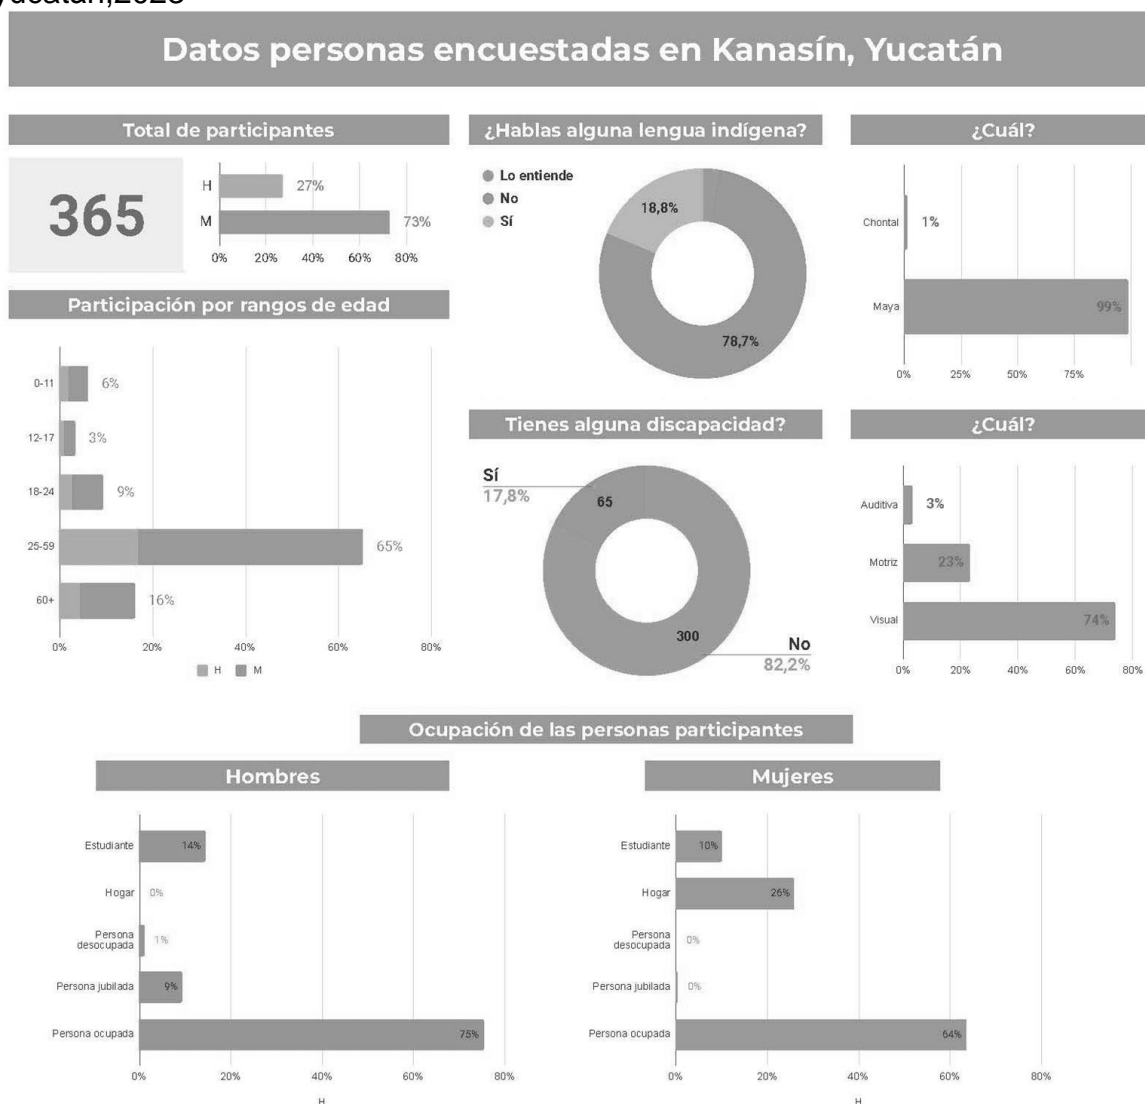 Datos personas encuestadas en Kanasín, Yucatán
Total de participantes
365
H
27%
M
73%
0%
20%
40%
60%
80%
Participación por rangos de edad
0-11
6%
12-17
3%
18-24
9%
25-59
65%
60+
16%
0%
20%
40%
60%
80%
H
M
¿Hablas alguna lengua indígena?
Lo entiende
No
Sí
18,8%
78,7%
¿Cuál?
Chontal
1%
Maya
99%
0%
25%
50%
75%
Tienes alguna discapacidad?
Sí
17,8%
65
300
No
82,2%
¿Cuál?
Auditiva
3%
Motriz
23%
Visual
74%
0%
20%
40%
60%
80%
Ocupación de las personas participantes
Hombres
Estudiante
14%
Hogar
0%
Persona
desocupada
1%
Persona jubilada
9%
Persona ocupada
75%
0%
20%
40%
60%
80%
H
Mujeres
Estudiante
10%
Hogar
26%
Persona
desocupada
0%
Persona jubilada
0%
Persona ocupada
64%
0%
20%
40%
60%
80%
H